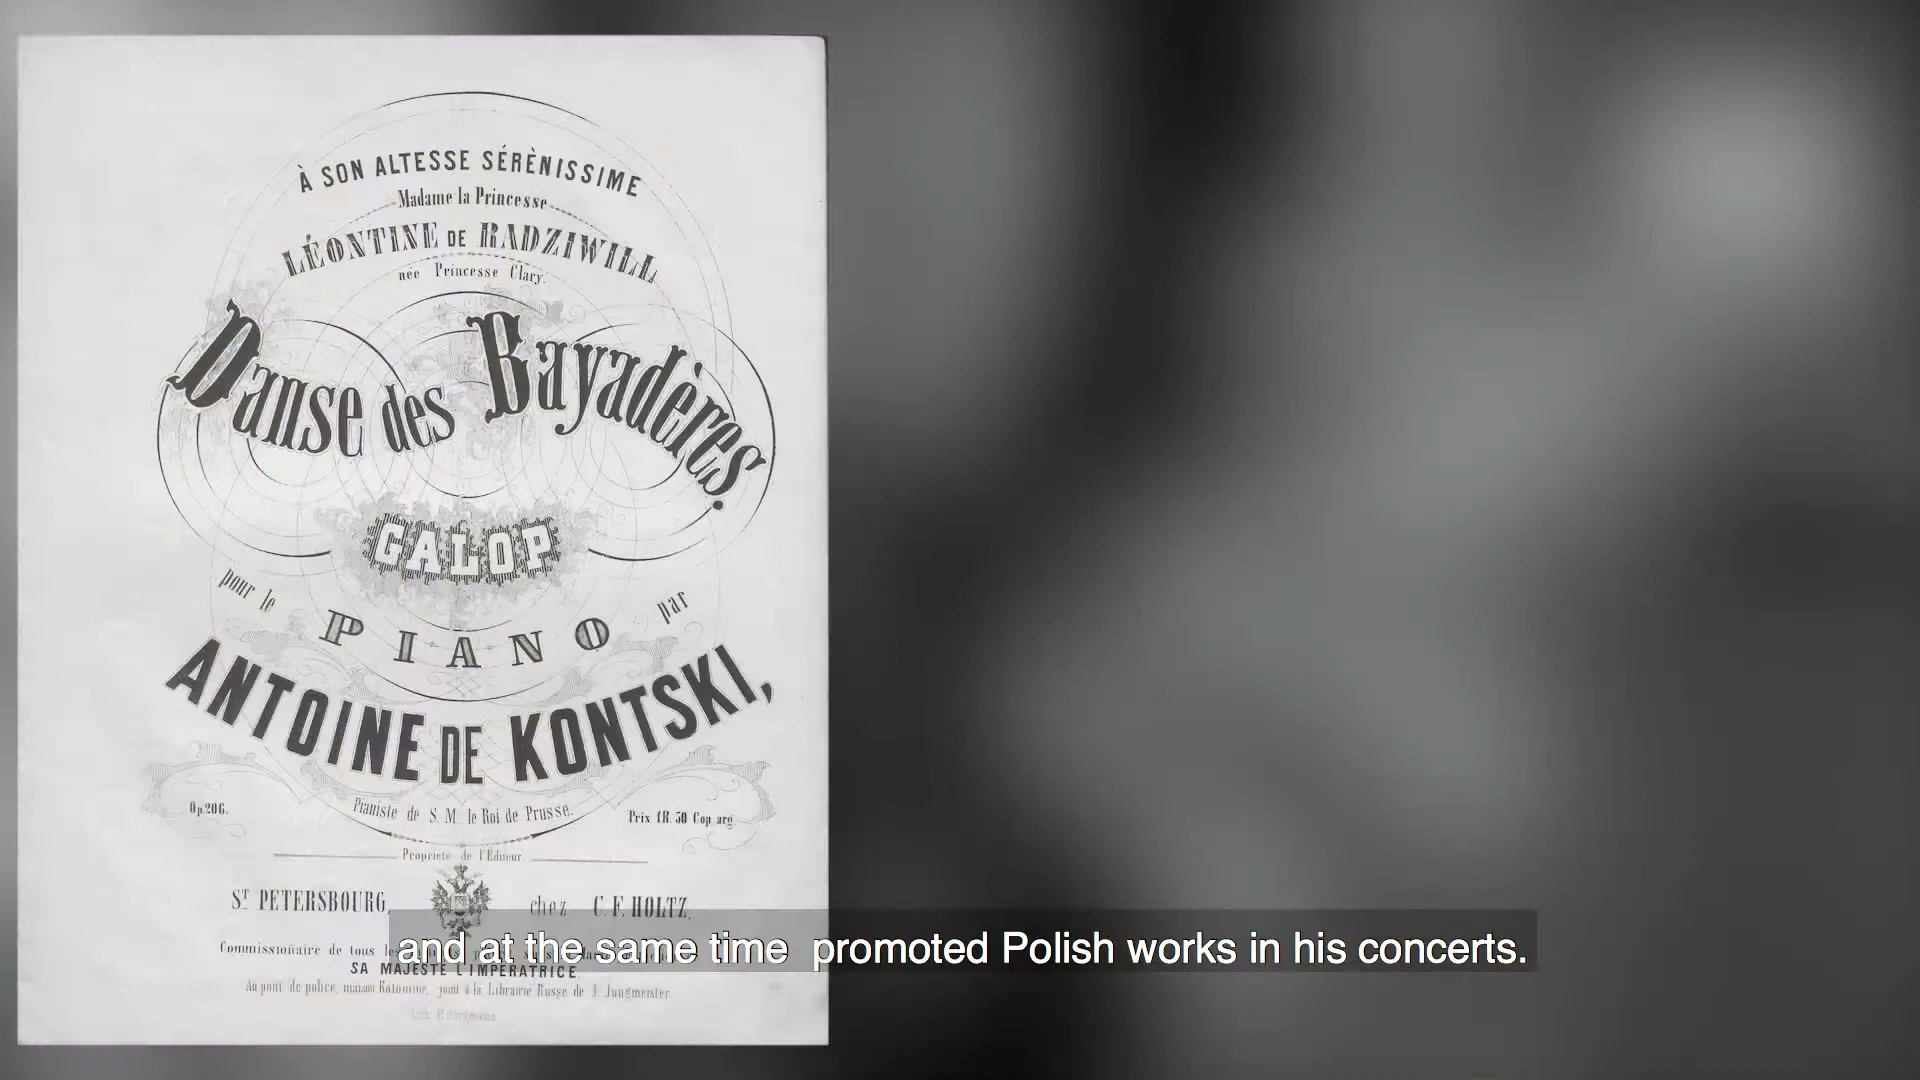 À SON ALTESSE SÉRÈNISSIME
Madame la Princesse
LÉONTINE DE RADZIWILL
née Princesse Clary.
Danse des Bayadères.
GALOP
pour le PIANO par
ANTOINE DE KONTSKI,
Op. 206.
Pianiste de S. M. le Roi de Prusse.
Prix 1R. 50 Cop. arg.
Propriété de l'Éditeur.
ST PETERSBOURG, chez C. F. HOLTZ,
Commissionaire de tous les
SA MAJESTÉ L'IMPERATRICE.
Au pont de police, maison Kotomine, joint à la Librairie Russe de J. Jungmeister
and at the same time promoted Polish works in his concerts.